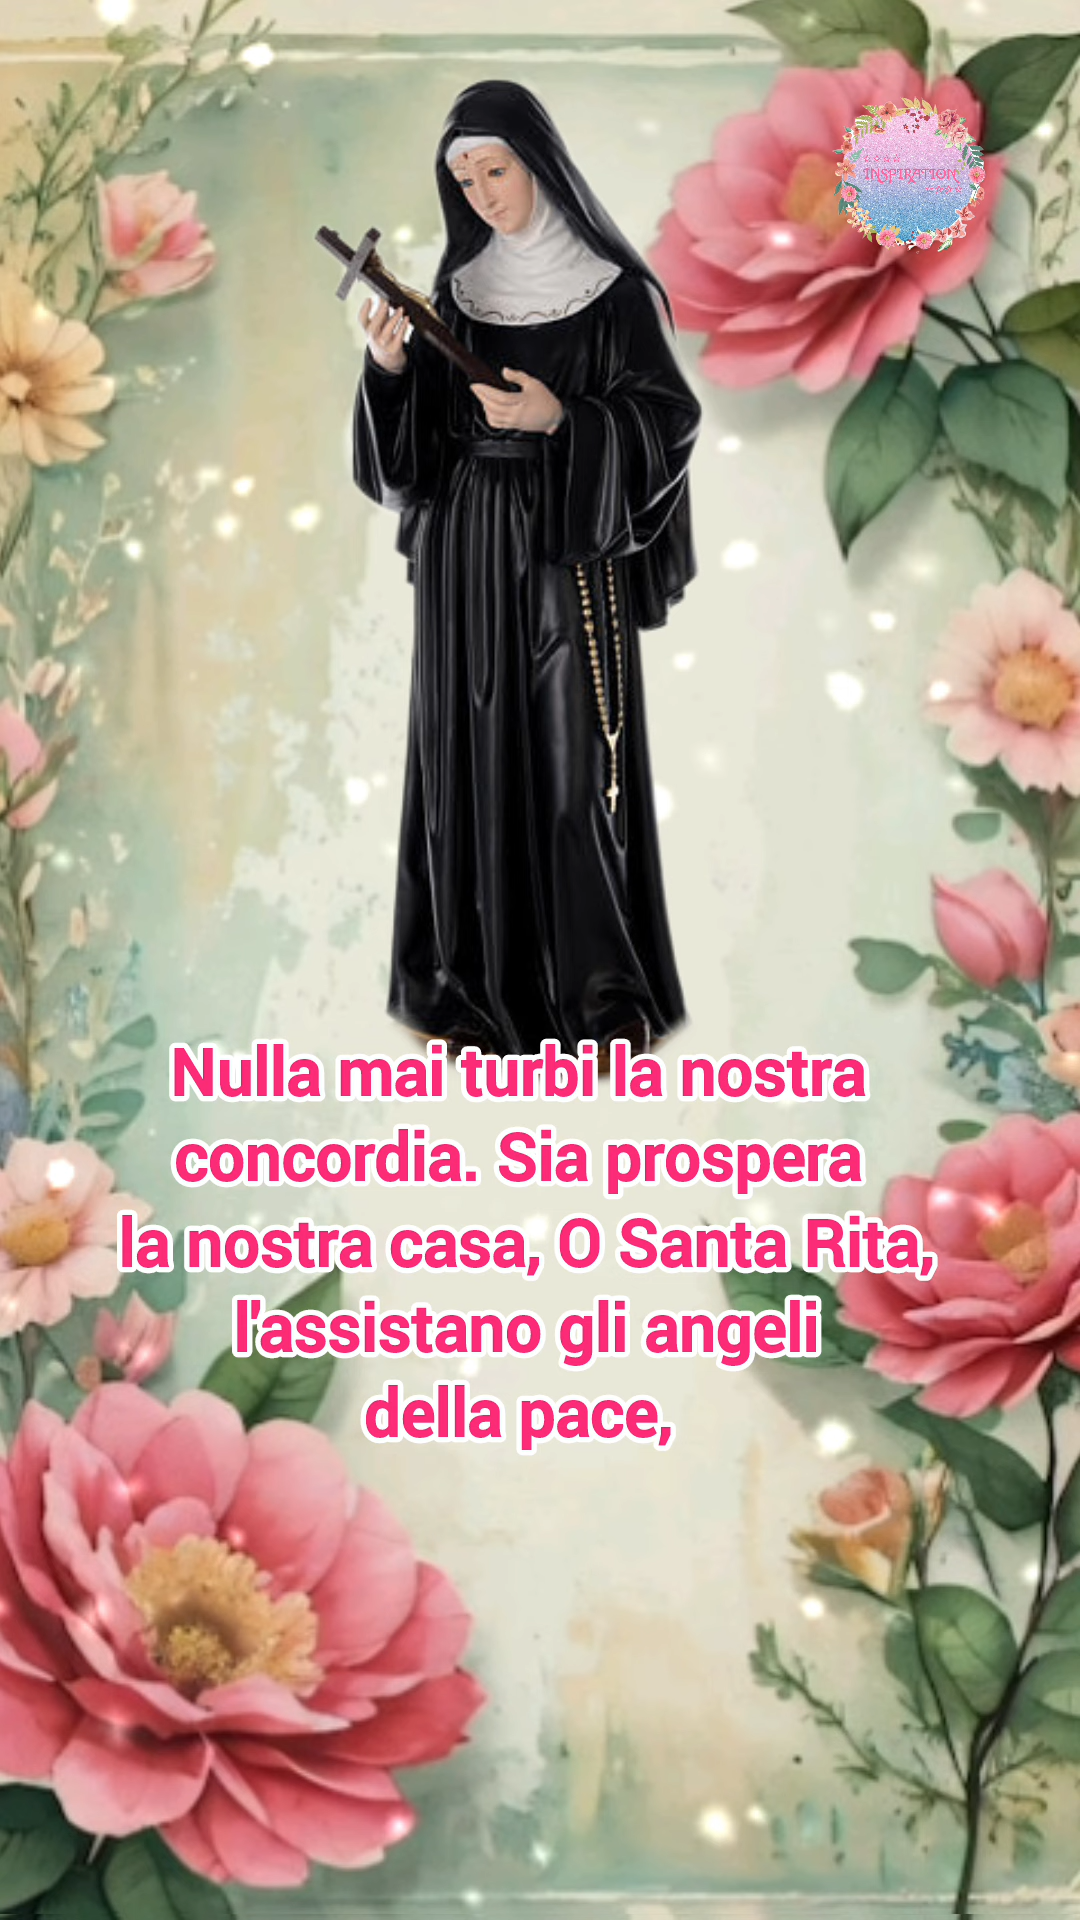 INSPIRATION
Nulla mai turbi la nostra
concordia. Sia prospera
la nostra casa, O Santa Rita,
l'assistano gli angeli
della pace,